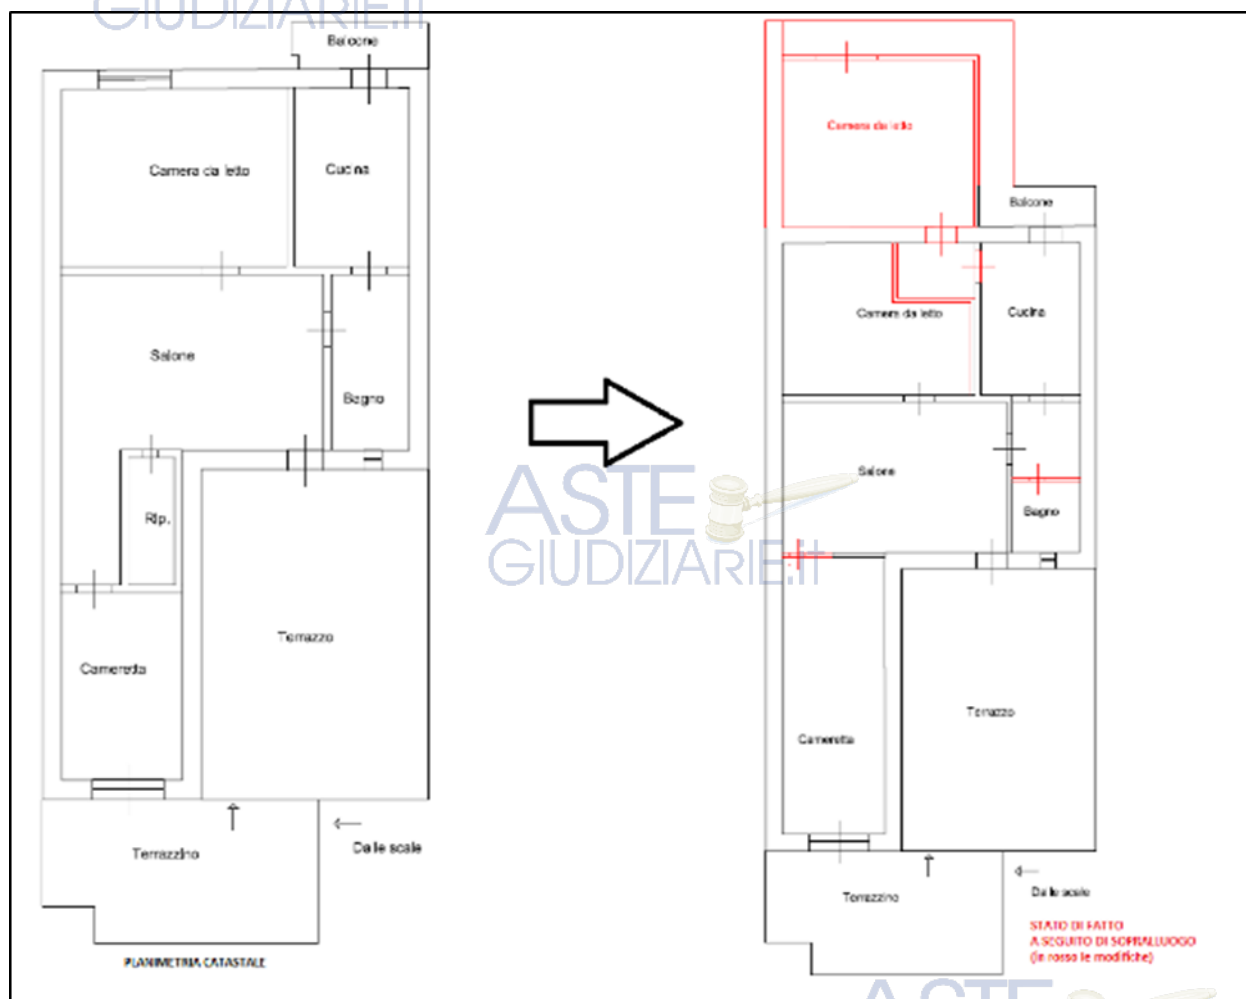 GIUDIZIARIE.it
Balcone
Camera da letto
Cucina
Salone
Bagno
Rip.
Terrazzo
Cameretta
Terrazzino
Dalle scale
PLANIMETRIA CATASTALE
ASTE
GIUDIZIARIE.it
Camera da letto
Balcone
Camera da letto
Cucina
Salone
Bagno
Terrazzo
Cameretta
Terrazzino
Dalle scale
STATO DI FATTO
A SEGUITO DI SOPRALLUOGO
(in rosso le modifiche)
ASTE